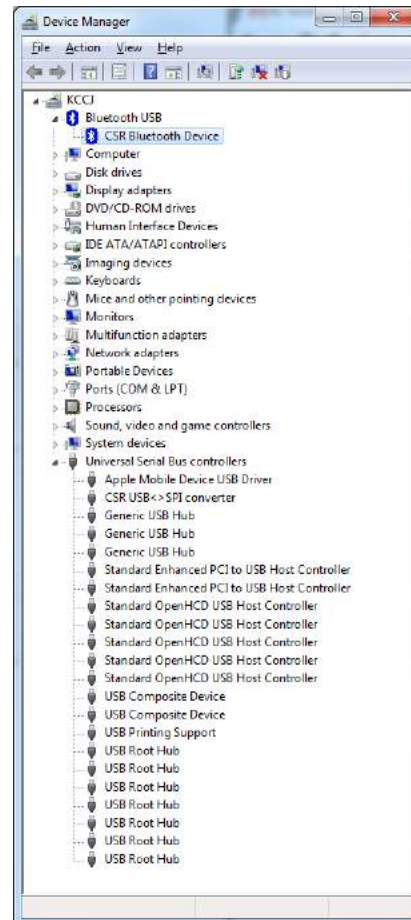 Device Manager
File Action View Help
KCCJ
Bluetooth USB
CSR Bluetooth Device
Computer
Disk drives
Display adapters
DVD/CD-ROM drives
Human Interface Devices
IDE ATA/ATAPI controllers
Imaging devices
Keyboards
Mice and other pointing devices
Monitors
Multifunction adapters
Network adapters
Portable Devices
Ports (COM & LPT)
Processors
Sound, video and game controllers
System devices
Universal Serial Bus controllers
Apple Mobile Device USB Driver
CSR USB<>SPI converter
Generic USB Hub
Generic USB Hub
Generic USB Hub
Standard Enhanced PCI to USB Host Controller
Standard Enhanced PCI to USB Host Controller
Standard OpenHCD USB Host Controller
Standard OpenHCD USB Host Controller
Standard OpenHCD USB Host Controller
Standard OpenHCD USB Host Controller
Standard OpenHCD USB Host Controller
USB Composite Device
USB Composite Device
USB Printing Support
USB Root Hub
USB Root Hub
USB Root Hub
USB Root Hub
USB Root Hub
USB Root Hub
USB Root Hub